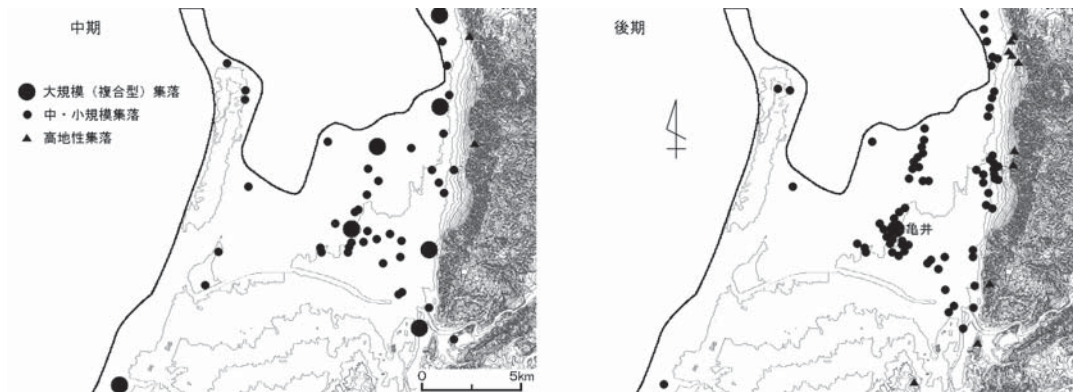 中期
大規模（複合型）集落
中・小規模集落
高地性集落
0 5km
後期
亀井